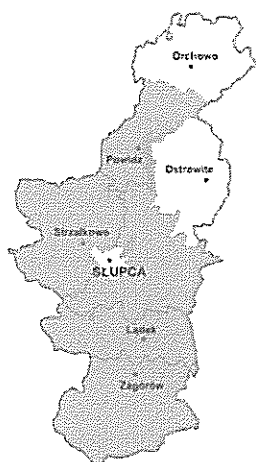 Orchowo
Powidz
Ostrowite
Strzałkowo
SŁUPCA
Lądek
Zagórów